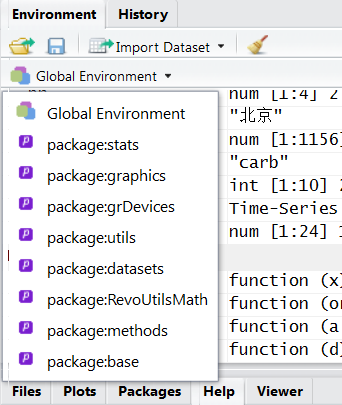 Environment History
Import Dataset
Global Environment
num [1:4] 2
Global Environment
"北京"
package:stats
num [1:1156]
package:graphics
"carb"
package:grDevices
int [1:10] 2
Time-Series
package:utils
num [1:24] 1
package:datasets
function (x)
package:RevoUtilsMath
function (or
package:methods
function (a
package:base
function (d)
Files Plots Packages Help Viewer